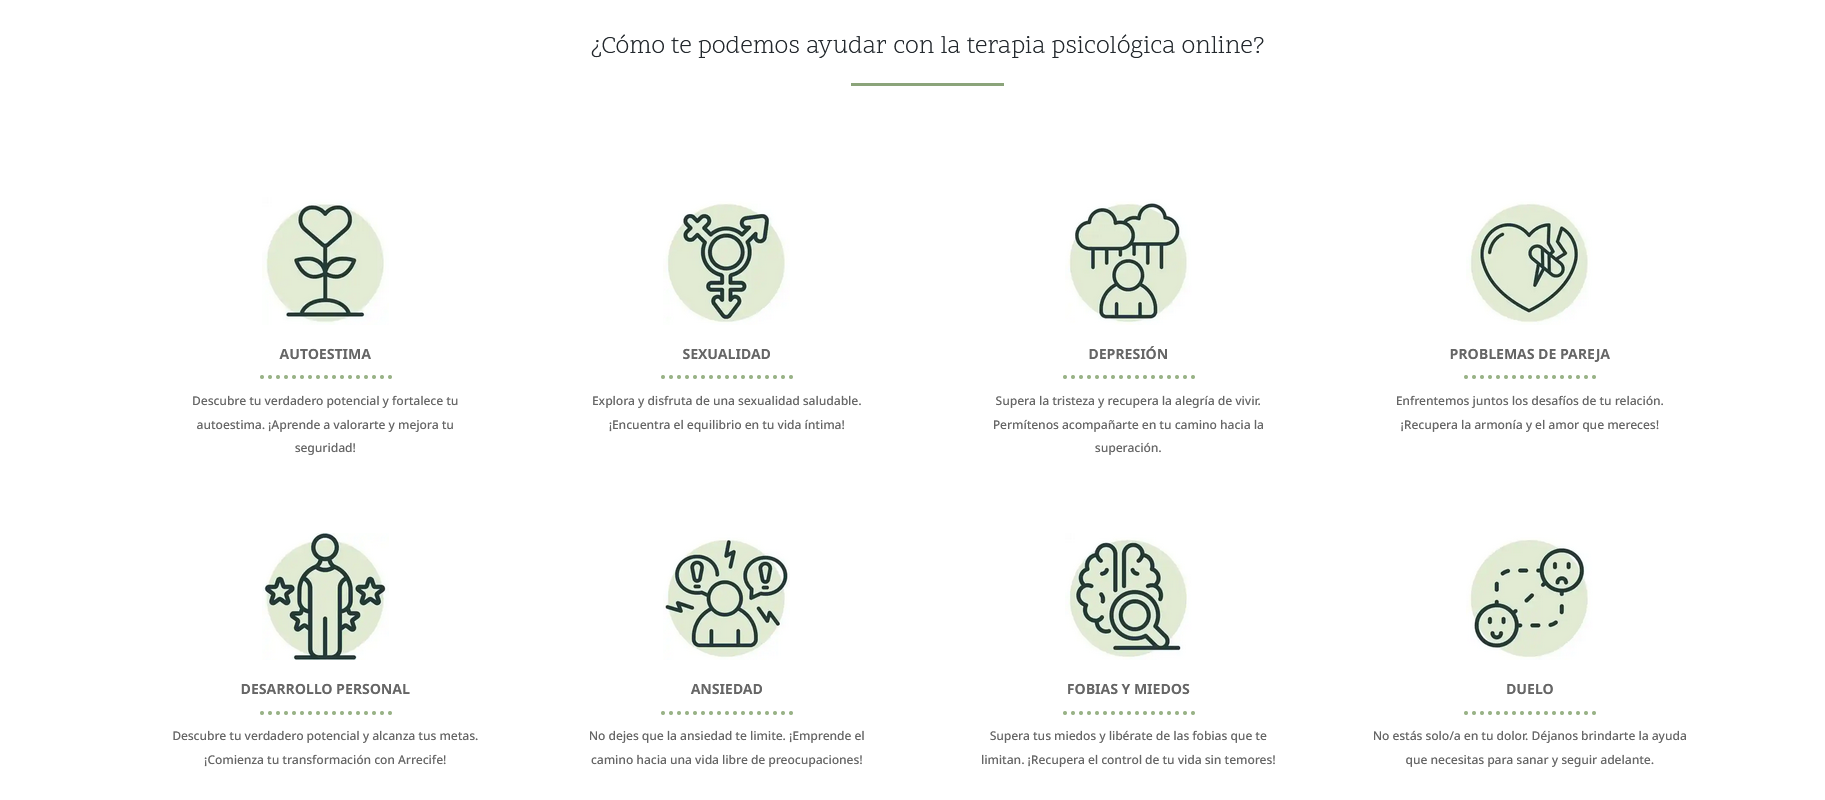 ¿Cómo te podemos ayudar con la terapia psicológica online?
AUTOESTIMA
Descubre tu verdadero potencial y fortalece tu
autoestima. ¡Aprende a valorarte y mejora tu
seguridad!
SEXUALIDAD
Explora y disfruta de una sexualidad saludable.
¡Encuentra el equilibrio en tu vida íntima!
DEPRESIÓN
Supera la tristeza y recupera la alegría de vivir.
Permítenos acompañarte en tu camino hacia la
superación.
PROBLEMAS DE PAREJA
Enfrentemos juntos los desafíos de tu relación.
¡Recupera la armonía y el amor que mereces!
DESARROLLO PERSONAL
Descubre tu verdadero potencial y alcanza tus metas.
¡Comienza tu transformación con Arrecife!
ANSIEDAD
No dejes que la ansiedad te limite. ¡Emprende el
camino hacia una vida libre de preocupaciones!
FOBIAS Y MIEDOS
Supera tus miedos y libérate de las fobias que te
limitan. ¡Recupera el control de tu vida sin temores!
DUELO
No estás solo/a en tu dolor. Déjanos brindarte la ayuda
que necesitas para sanar y seguir adelante.